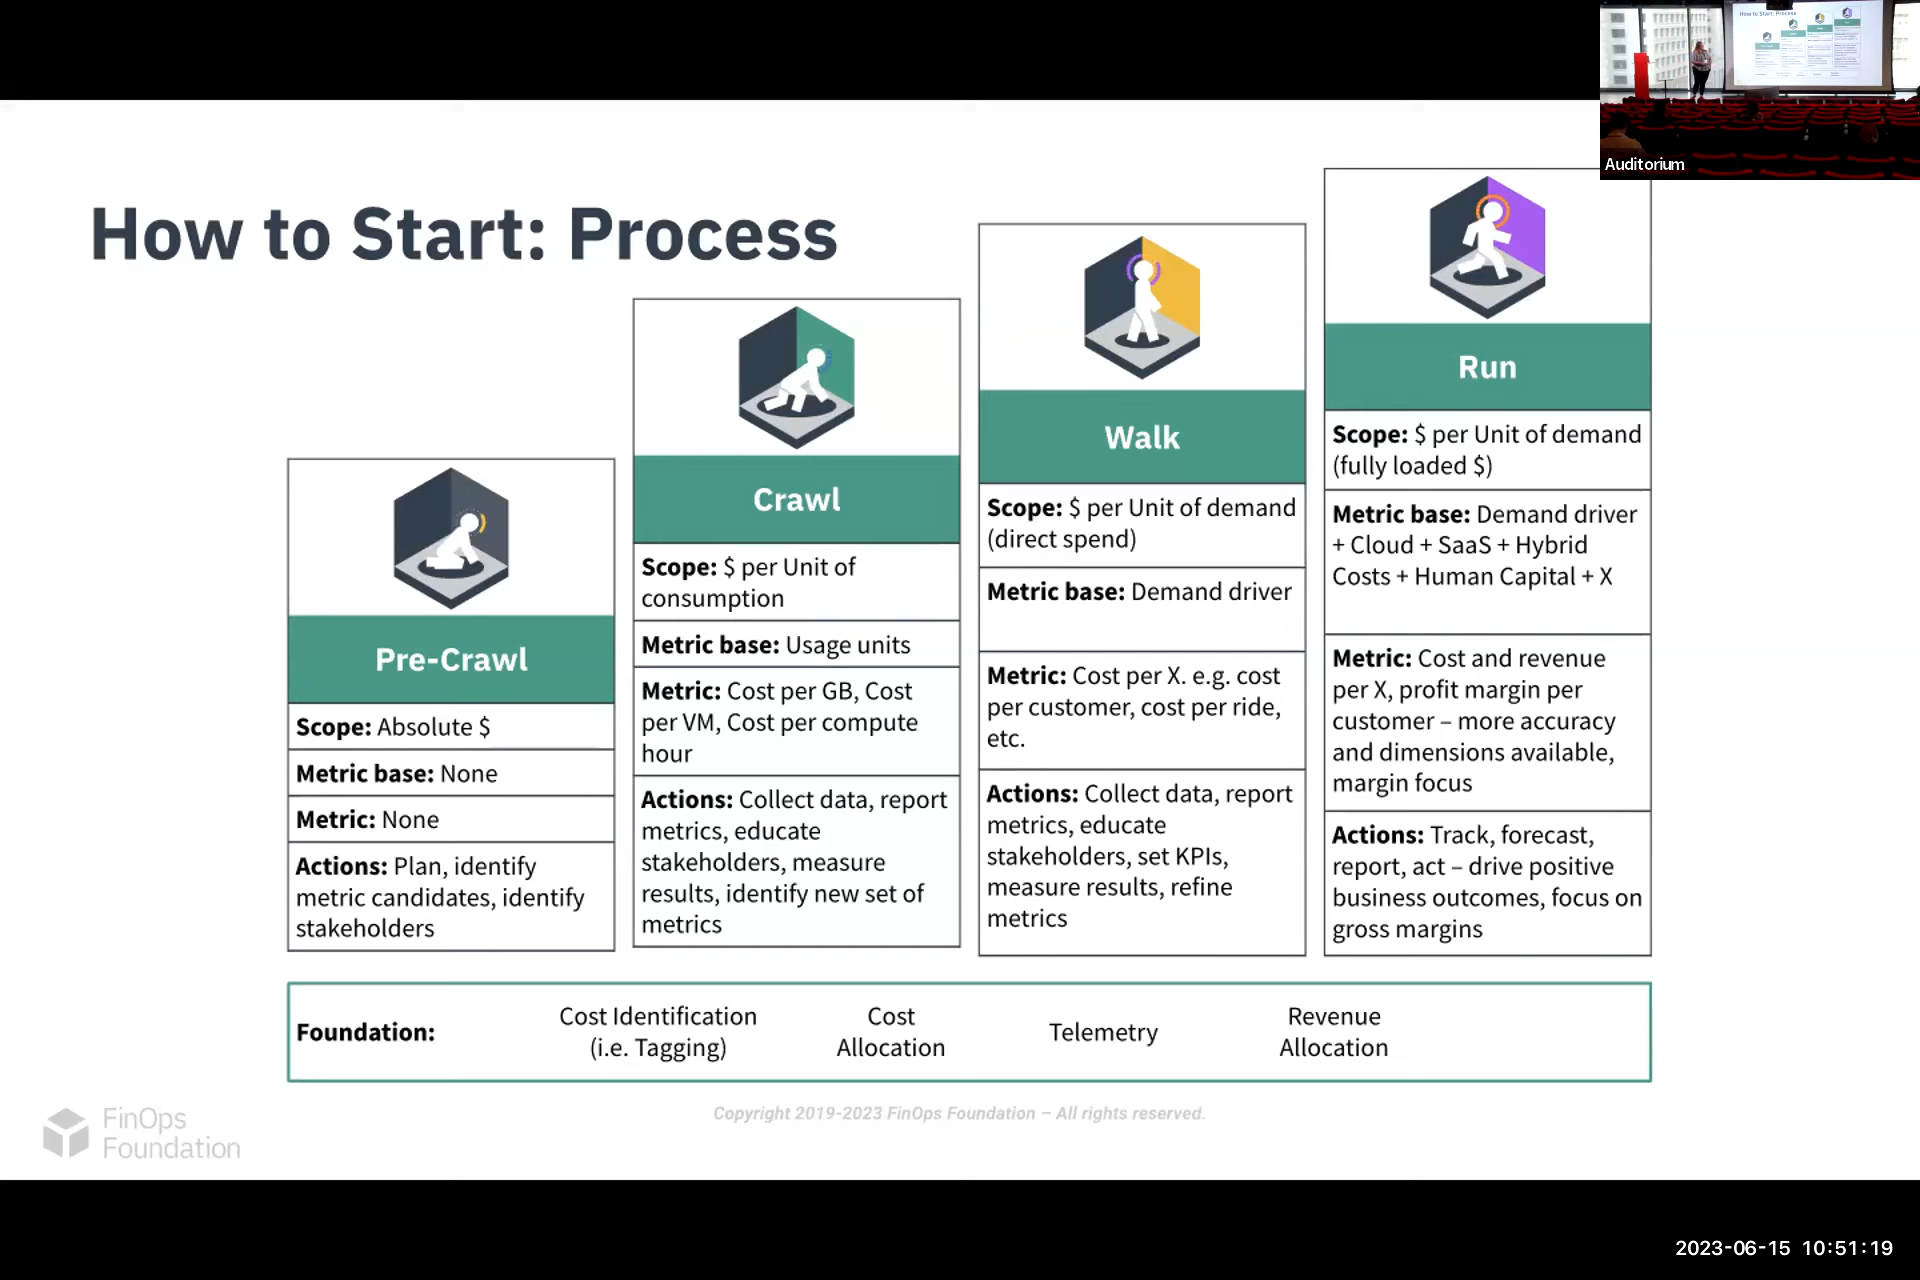 Auditorium
How to Start: Process
Pre-Crawl
Scope: Absolute $
Metric base: None
Metric: None
Actions: Plan, identify
metric candidates, identify
stakeholders
Crawl
Scope: $ per Unit of
consumption
Metric base: Usage units
Metric: Cost per GB, Cost
per VM, Cost per compute
hour
Actions: Collect data, report
metrics, educate
stakeholders, measure
results, identify new set of
metrics
Walk
Scope: $ per Unit of demand
(direct spend)
Metric base: Demand driver
Metric: Cost per X. e.g. cost
per customer, cost per ride,
etc.
Actions: Collect data, report
metrics, educate
stakeholders, set KPIs,
measure results, refine
metrics
Run
Scope: $ per Unit of demand
(fully loaded $)
Metric base: Demand driver
+ Cloud + SaaS + Hybrid
Costs + Human Capital + X
Metric: Cost and revenue
per X, profit margin per
customer – more accuracy
and dimensions available,
margin focus
Actions: Track, forecast,
report, act – drive positive
business outcomes, focus on
gross margins
Foundation:
Cost Identification
(i.e. Tagging)
Cost
Allocation
Telemetry
Revenue
Allocation
Copyright 2019-2023 FinOps Foundation – All rights reserved.
FinOps
Foundation
2023-06-15 10:51:19